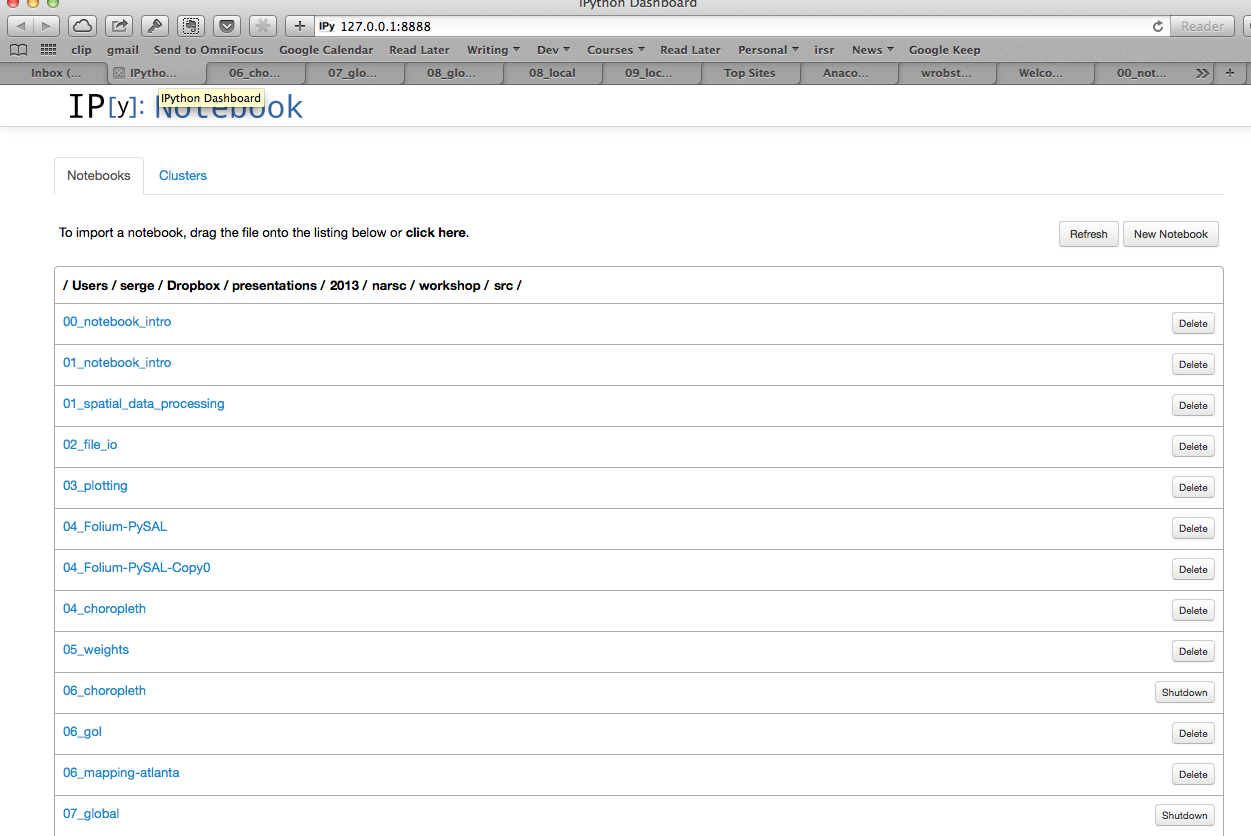 IPython Dashboard
IPy 127.0.0.1:8888
Reader
clip gmail Send to OmniFocus Google Calendar Read Later Writing Dev Courses Read Later Personal irsr News Google Keep
Inbox (... IPytho... 06_cho... 07_glo... 08_glo... 08_local 09_loc... Top Sites Anaco... wrobst... Welco... 00_not...
IPython Dashboard
IP[y]: Notebook
Notebooks Clusters
To import a notebook, drag the file onto the listing below or click here.
Refresh New Notebook
/ Users / serge / Dropbox / presentations / 2013 / narsc / workshop / src /
00_notebook_intro Delete
01_notebook_intro Delete
01_spatial_data_processing Delete
02_file_io Delete
03_plotting Delete
04_Folium-PySAL Delete
04_Folium-PySAL-Copy0 Delete
04_choropleth Delete
05_weights Delete
06_choropleth Shutdown
06_gol Delete
06_mapping-atlanta Delete
07_global Shutdown